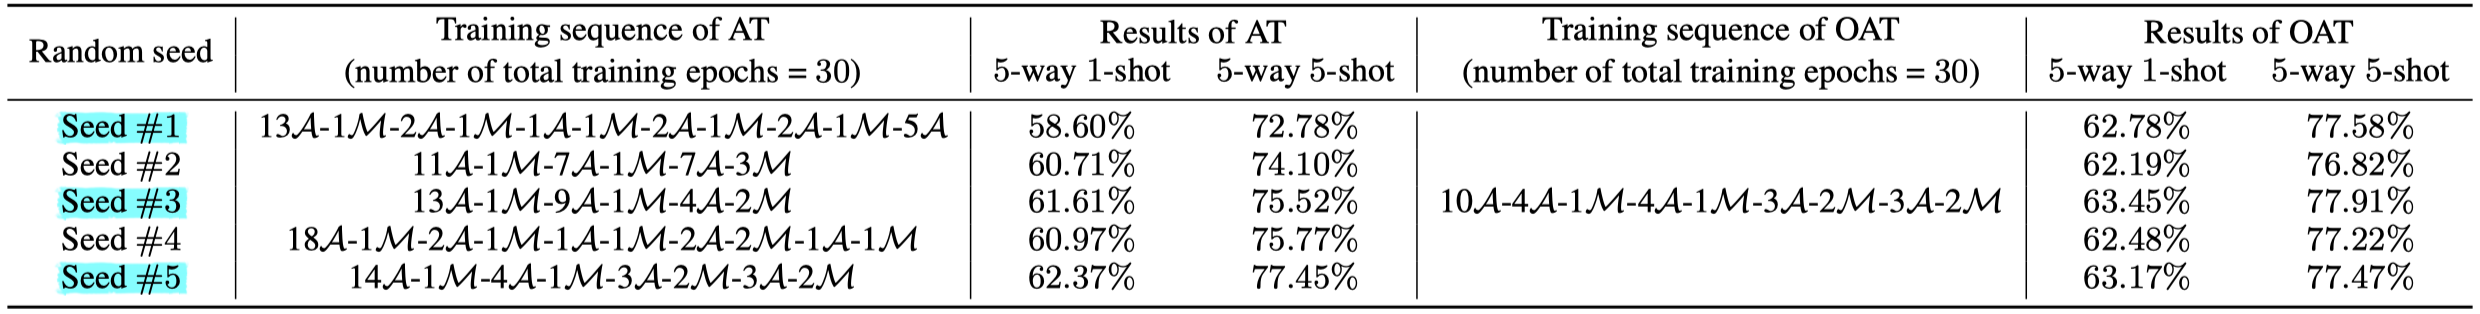 Random seed | Training sequence of AT (number of total training epochs = 30) | Results of AT 5-way 1-shot 5-way 5-shot | Training sequence of OAT (number of total training epochs = 30) | Results of OAT 5-way 1-shot 5-way 5-shot
Seed #1 13𝒜-1ℳ-2𝒜-1ℳ-1𝒜-1ℳ-2𝒜-1ℳ-2𝒜-1ℳ-5𝒜 58.60% 72.78% 62.78% 77.58%
Seed #2 11𝒜-1ℳ-7𝒜-1ℳ-7𝒜-3ℳ 60.71% 74.10% 62.19% 76.82%
Seed #3 13𝒜-1ℳ-9𝒜-1ℳ-4𝒜-2ℳ 61.61% 75.52% 10𝒜-4𝒜-1ℳ-4𝒜-1ℳ-3𝒜-2ℳ-3𝒜-2ℳ 63.45% 77.91%
Seed #4 18𝒜-1ℳ-2𝒜-1ℳ-1𝒜-1ℳ-2𝒜-2ℳ-1𝒜-1ℳ 60.97% 75.77% 62.48% 77.22%
Seed #5 14𝒜-1ℳ-4𝒜-1ℳ-3𝒜-2ℳ-3𝒜-2ℳ 62.37% 77.45% 63.17% 77.47%